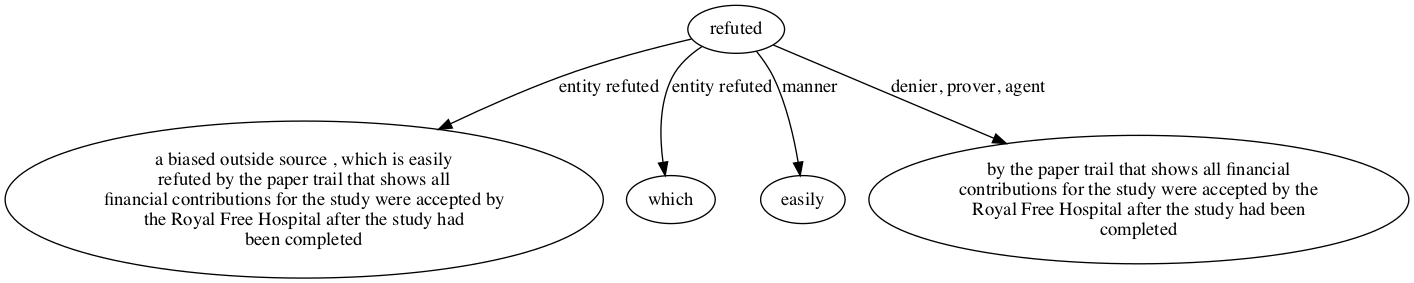 refuted
entity refuted
entity refuted
manner
denier, prover, agent
a biased outside source , which is easily
refuted by the paper trail that shows all
financial contributions for the study were accepted by
the Royal Free Hospital after the study had
been completed
which
easily
by the paper trail that shows all financial
contributions for the study were accepted by the
Royal Free Hospital after the study had been
completed